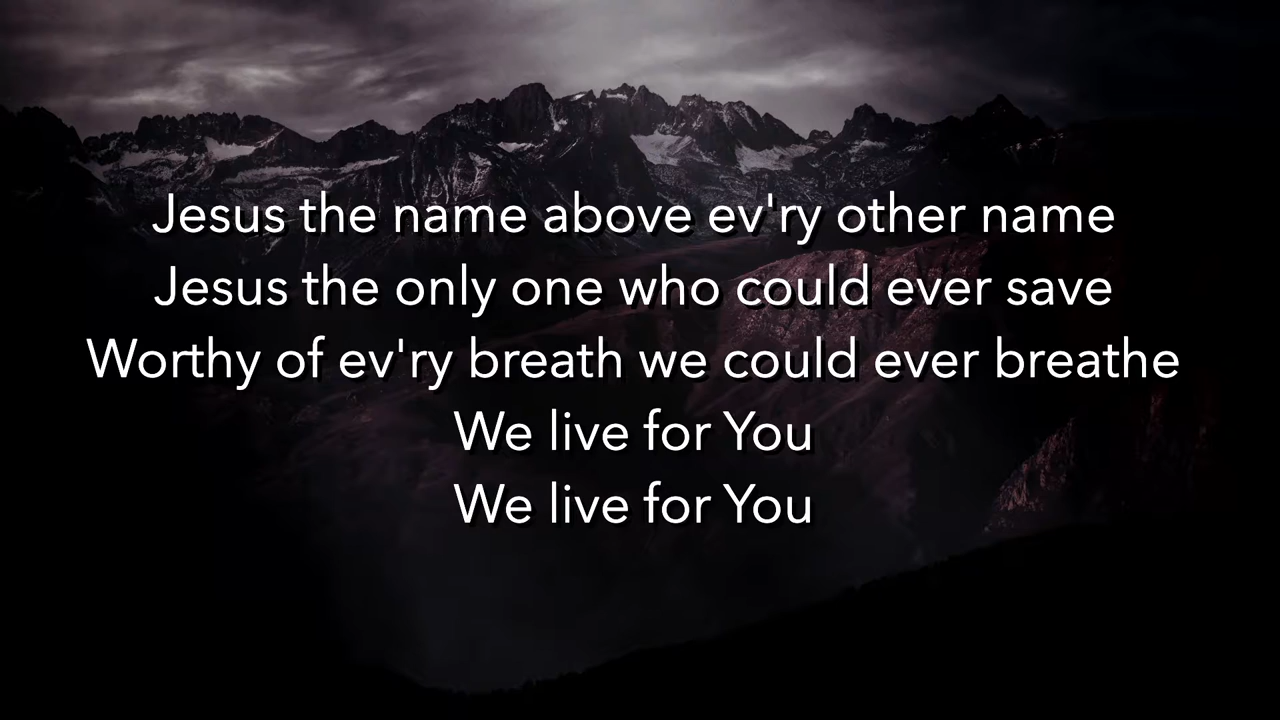 Jesus the name above ev'ry other name
Jesus the only one who could ever save
Worthy of ev'ry breath we could ever breathe
We live for You
We live for You